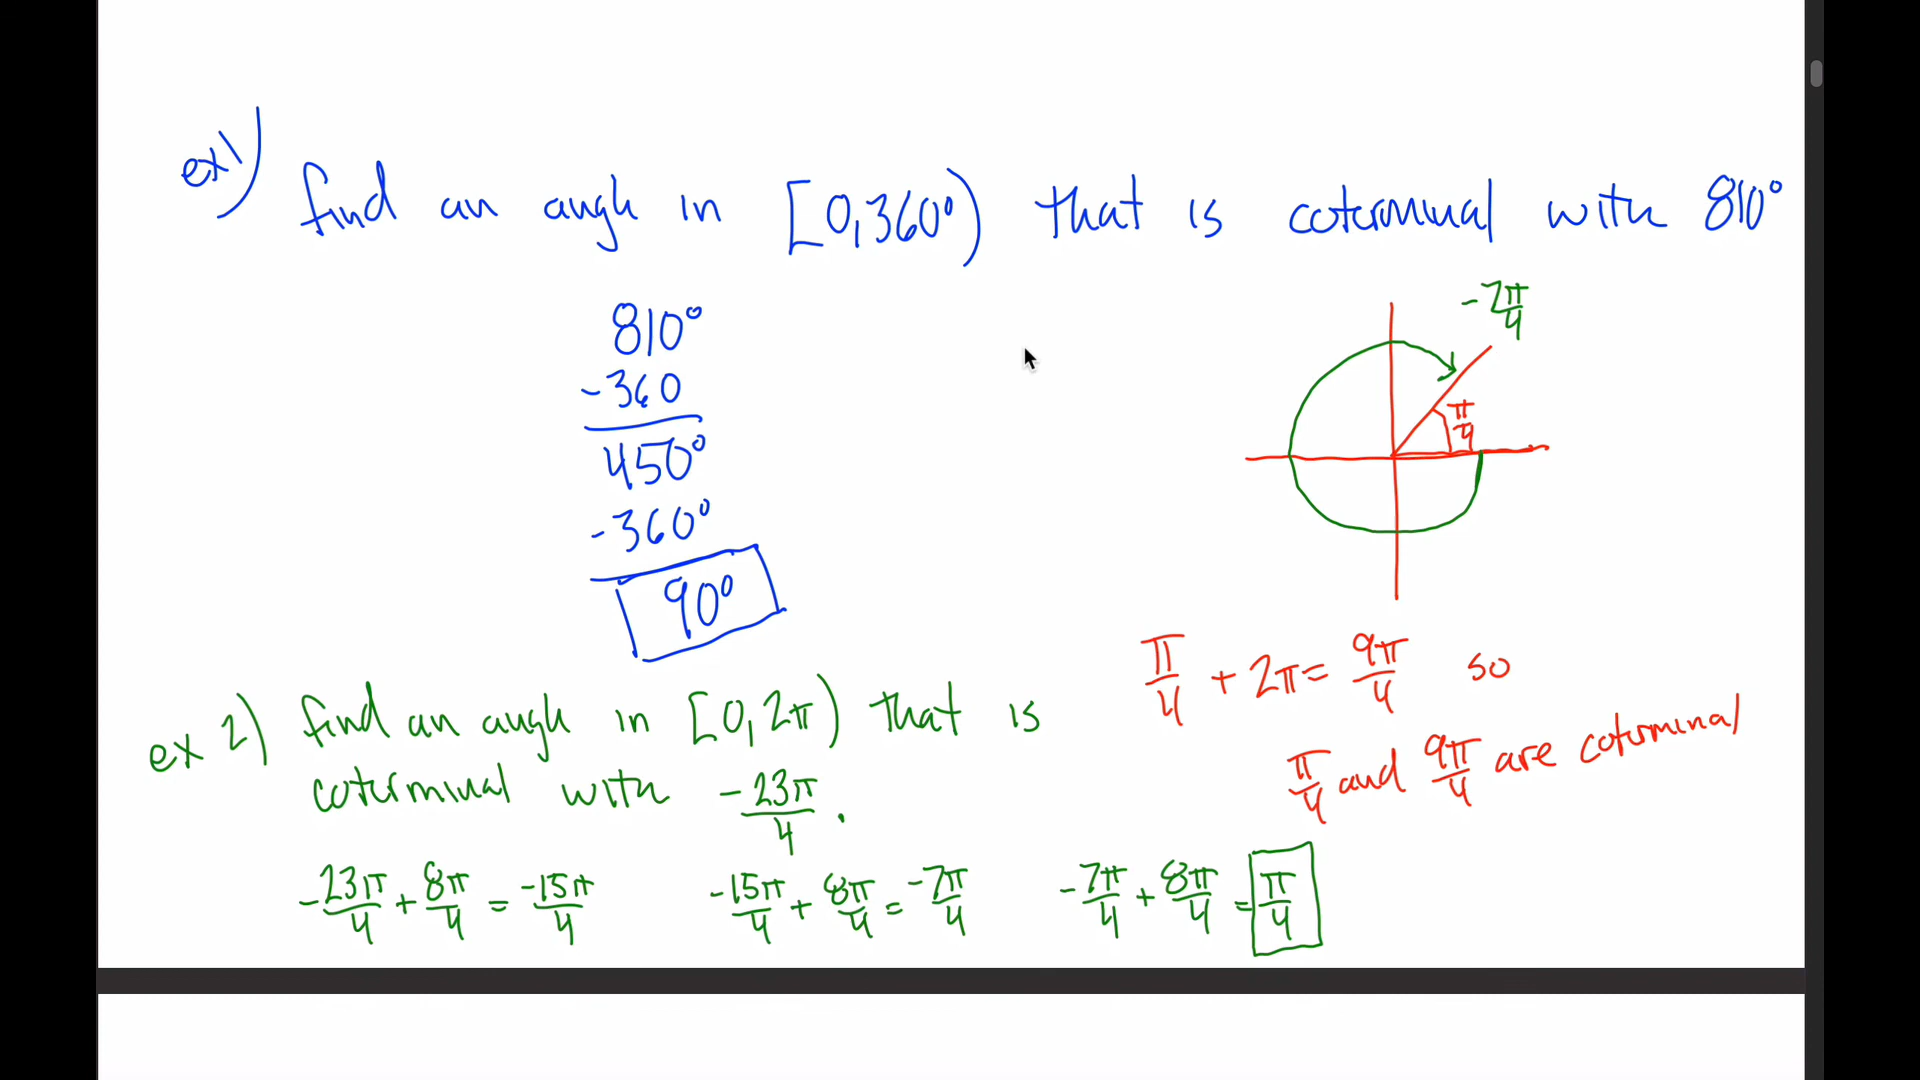 ex1) find an angle in [0,360°) that is coterminal with 810°
810°
-360
450°
-360°
90°
-7π/4
π/4
π/4 + 2π = 9π/4 so
π/4 and 9π/4 are coterminal
ex 2) find an angle in [0,2π) that is
coterminal with -23π/4.
-23π/4 + 8π/4 = -15π/4    -15π/4 + 8π/4 = -7π/4    -7π/4 + 8π/4 = π/4